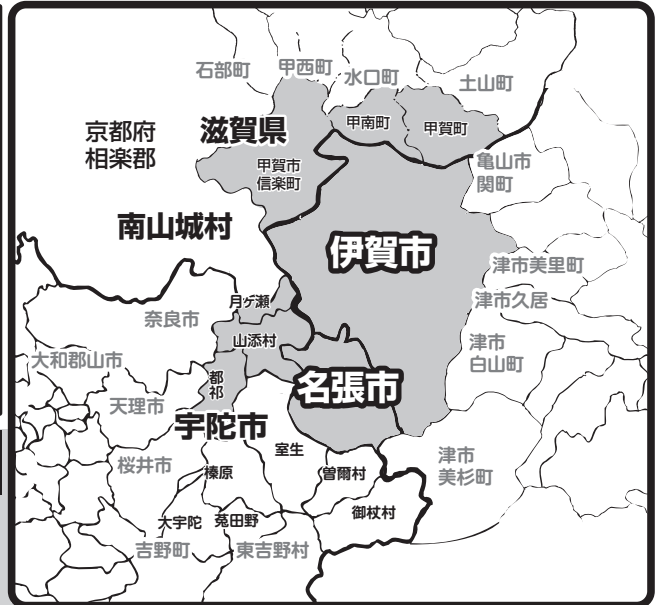 石部町
甲西町
水口町
土山町
京都府
相楽郡
滋賀県
甲南町
甲賀町
甲賀市
信楽町
亀山市
関町
南山城村
伊賀市
津市美里町
月ヶ瀬
津市久居
奈良市
山添村
津市
白山町
大和郡山市
都
祁
名張市
天理市
宇陀市
室生
津市
美杉町
桜井市
榛原
曽爾村
御杖村
大宇陀
菟田野
吉野町
東吉野村